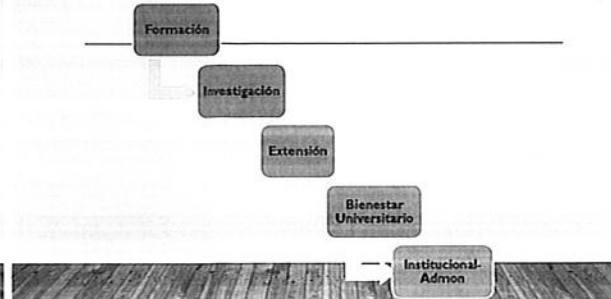 Formación
Investigación
Extensión
Bienestar
Universitario
Institucional-
Admon